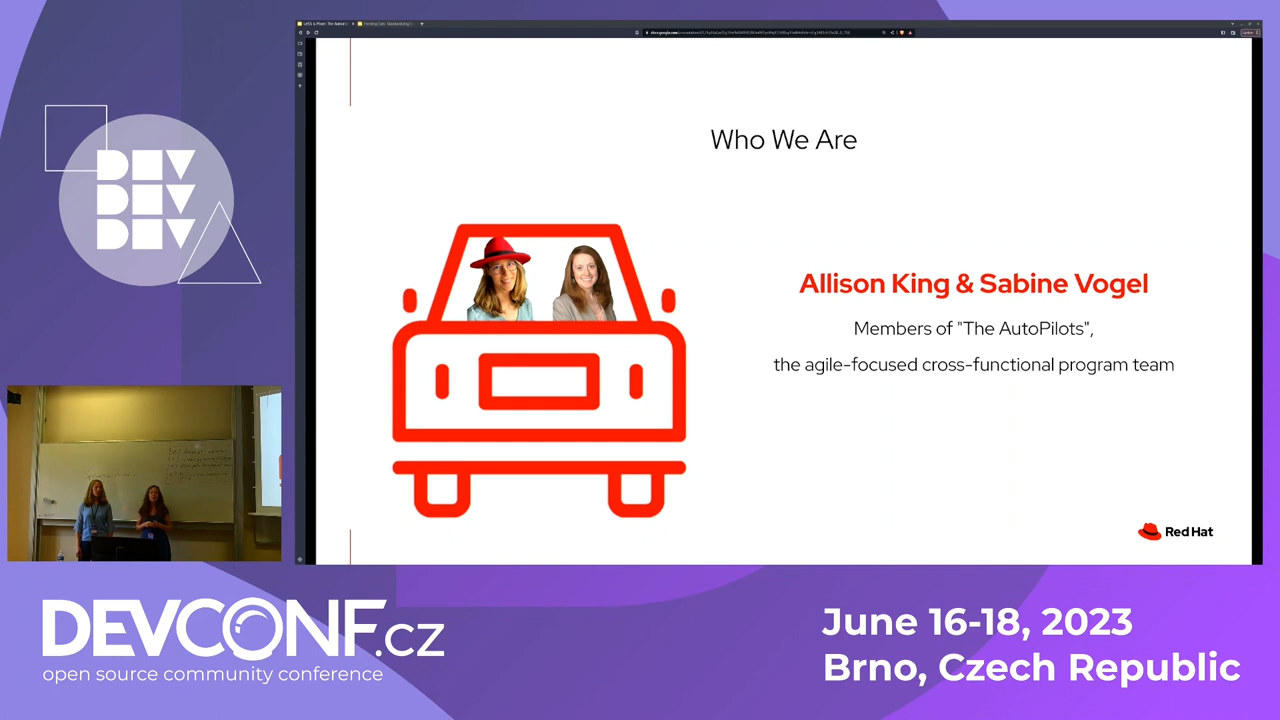 DEV
DEV
DEV
Who We Are
Allison King & Sabine Vogel
Members of "The AutoPilots",
the agile-focused cross-functional program team
Red Hat
DEVCONF.cz
open source community conference
June 16-18, 2023
Brno, Czech Republic